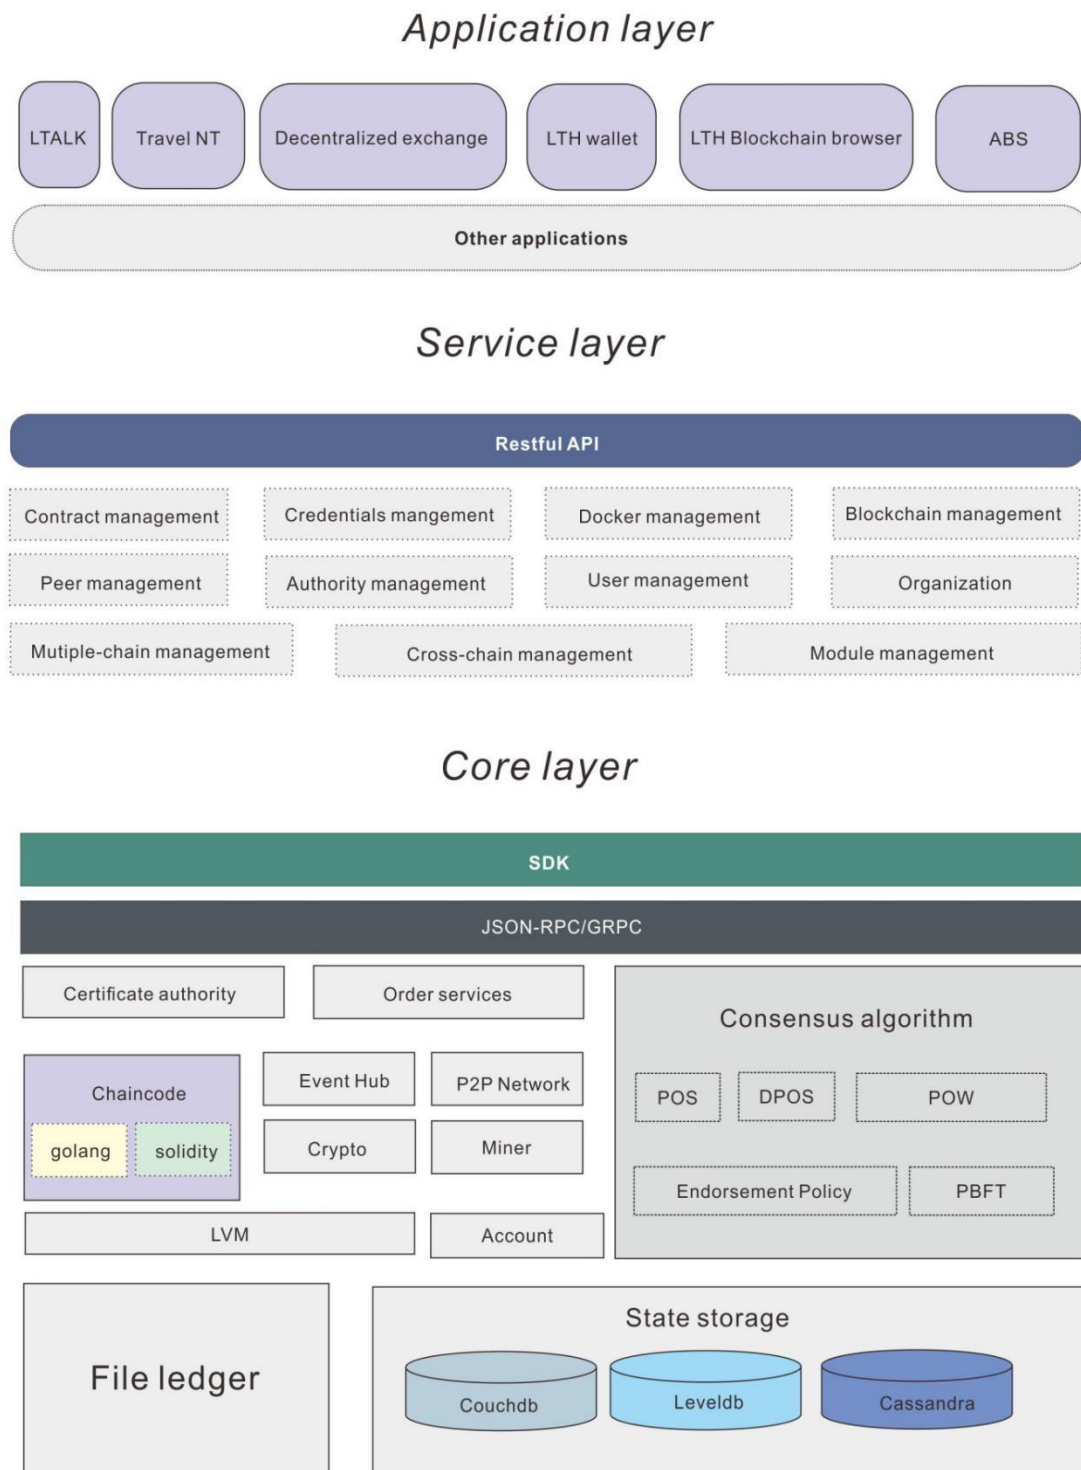 Application layer
LTALK
Travel NT
Decentralized exchange
LTH wallet
LTH Blockchain browser
ABS
Other applications
Service layer
Restful API
Contract management
Credentials mangement
Docker management
Blockchain management
Peer management
Authority management
User management
Organization
Mutiple-chain management
Cross-chain management
Module management
Core layer
SDK
JSON-RPC/GRPC
Certificate authority
Order services
Consensus algorithm
Chaincode
golang
solidity
Event Hub
P2P Network
Crypto
Miner
POS
DPOS
POW
Endorsement Policy
PBFT
LVM
Account
File ledger
State storage
Couchdb
Leveldb
Cassandra